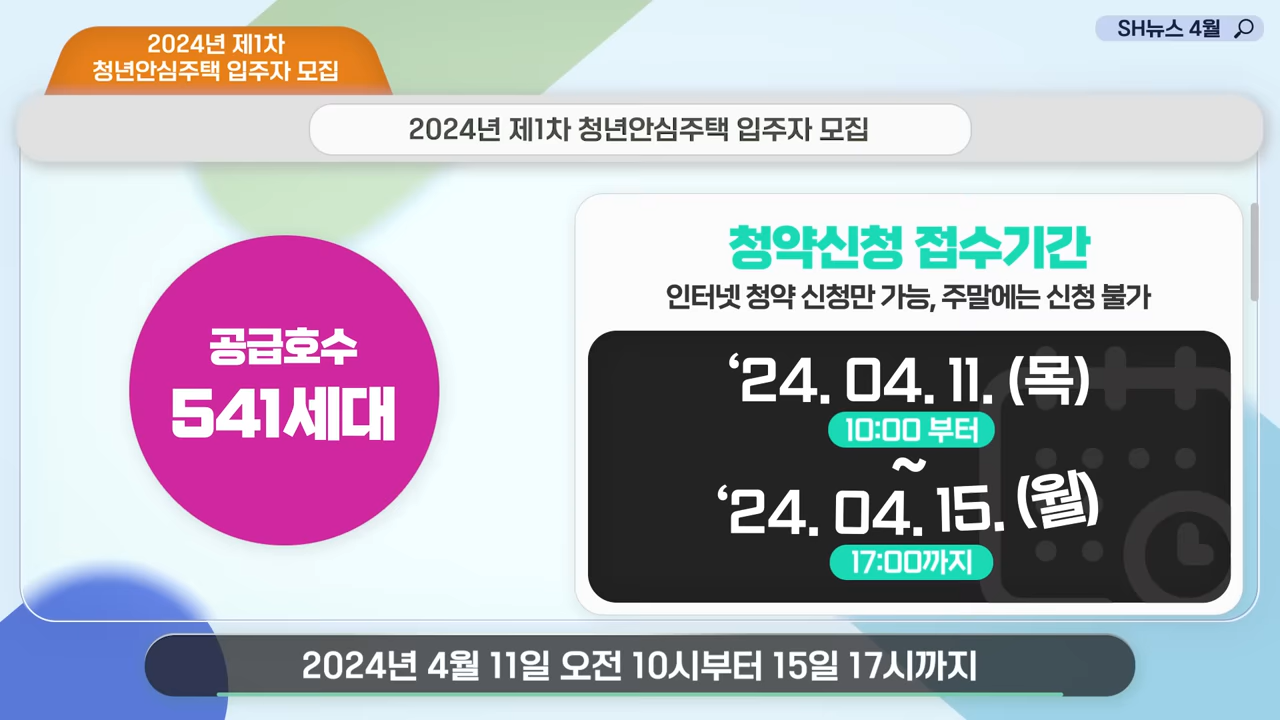 SH뉴스 4월
2024년 제1차
청년안심주택 입주자 모집
2024년 제1차 청년안심주택 입주자 모집
공급호수
541세대
청약신청 접수기간
인터넷 청약 신청만 가능, 주말에는 신청 불가
‘24. 04. 11. (목)
10:00 부터
~
‘24. 04. 15. (월)
17:00까지
2024년 4월 11일 오전 10시부터 15일 17시까지